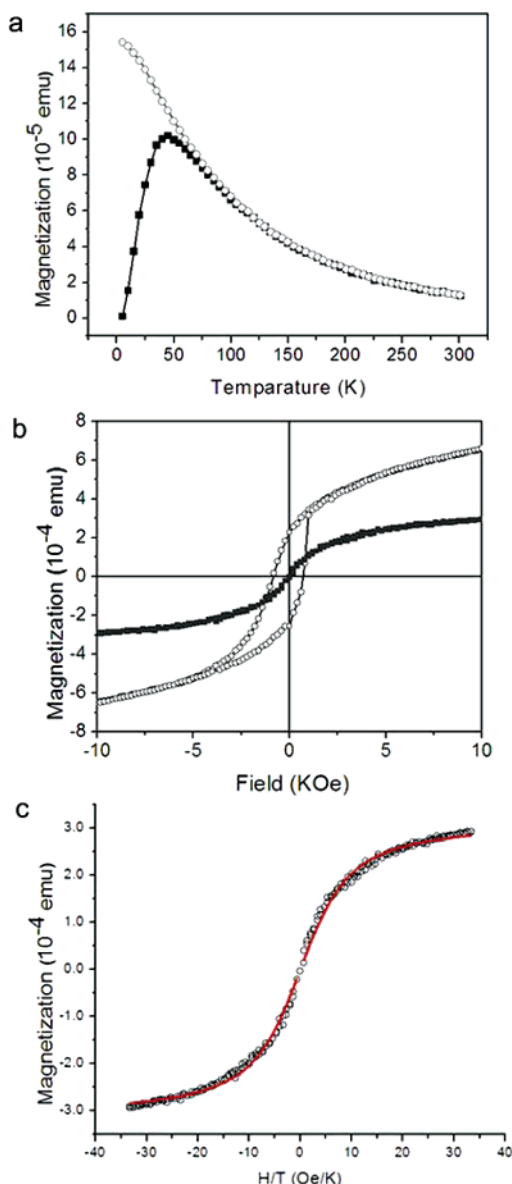 a
16
14
12
10
8
6
4
2
0
Magnetization (10⁻⁵ emu)
0 50 100 150 200 250 300
Temparature (K)
b
8
6
4
2
0
-2
-4
-6
-8
Magnetization (10⁻⁴ emu)
-10 -5 0 5 10
Field (KOe)
c
3.0
2.0
1.0
0.0
-1.0
-2.0
-3.0
Magnetization (10⁻⁴ emu)
-40 -30 -20 -10 0 10 20 30 40
H/T (Oe/K)